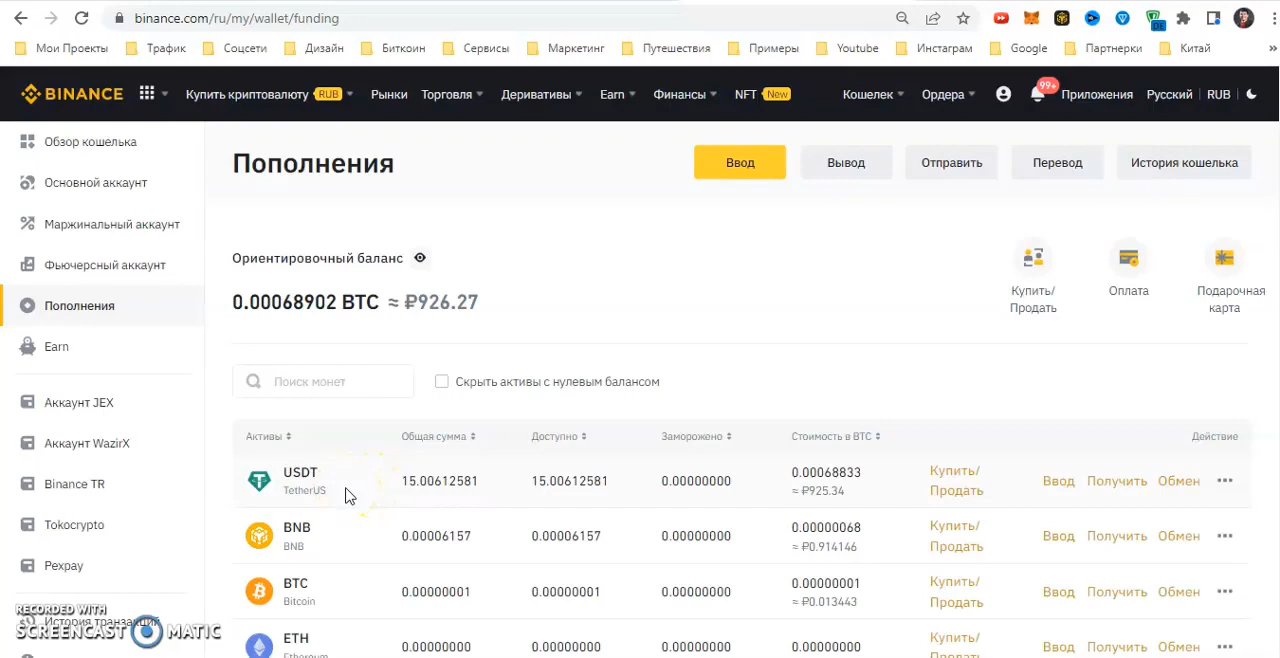 binance.com/ru/my/wallet/funding
Мои Проекты Трафик Соцсети Дизайн Биткоин Сервисы Маркетинг Путешествия Примеры Youtube Инстаграм Google Партнерки Китай »
BINANCE Купить криптовалюту RUB Рынки Торговля Деривативы Earn Финансы NFT New Кошелек Ордера 99+ Приложения Русский RUB
Обзор кошелька
Основной аккаунт
Маржинальный аккаунт
Фьючерсный аккаунт
Пополнения
Earn
Аккаунт JEX
Аккаунт WazirX
Binance TR
Tokocrypto
Pexpay
История транзакций
RECORDED WITH
SCREENCAST MATIC
Пополнения
Ввод Вывод Отправить Перевод История кошелька
Ориентировочный баланс
0.00068902 BTC ≈ ₽926.27
Купить/
Продать
Оплата
Подарочная
карта
Поиск монет
Скрыть активы с нулевым балансом
Активы Общая сумма Доступно Заморожено Стоимость в BTC Действие
USDT
TetherUS
15.00612581 15.00612581 0.00000000
0.00068833
≈ ₽925.34
Купить/
Продать
Ввод Получить Обмен
BNB
BNB
0.00006157 0.00006157 0.00000000
0.00000068
≈ ₽0.914146
Купить/
Продать
Ввод Получить Обмен
BTC
Bitcoin
0.00000001 0.00000001 0.00000000
0.00000001
≈ ₽0.013443
Купить/
Продать
Ввод Получить Обмен
ETH
Ethereum
0.00000000 0.00000000 0.00000000
0.00000000
Купить/
Продать
Ввод Получить Обмен